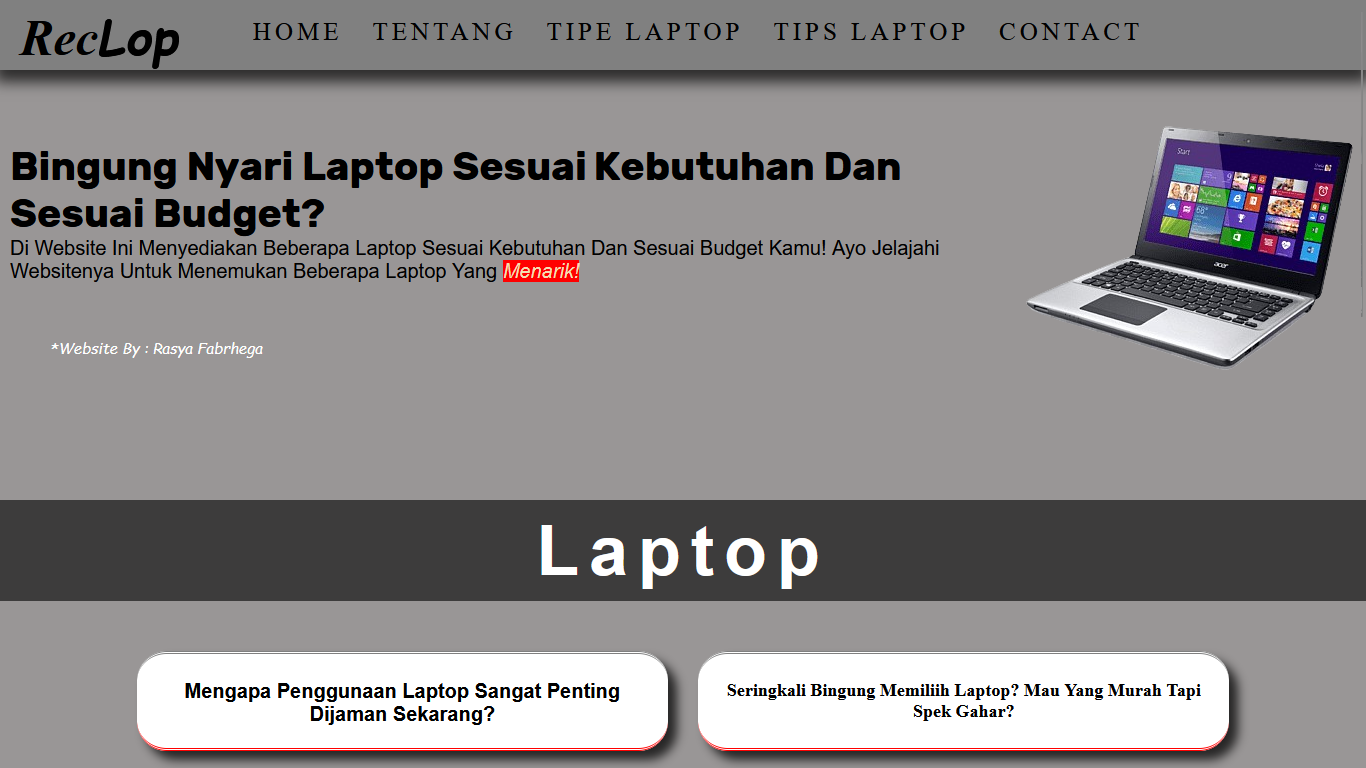 RecLop
HOME TENTANG TIPE LAPTOP TIPS LAPTOP CONTACT
Bingung Nyari Laptop Sesuai Kebutuhan Dan
Sesuai Budget?
Di Website Ini Menyediakan Beberapa Laptop Sesuai Kebutuhan Dan Sesuai Budget Kamu! Ayo Jelajahi
Websitenya Untuk Menemukan Beberapa Laptop Yang Menarik!
Start
acer
*Website By : Rasya Fabrhega
Laptop
Mengapa Penggunaan Laptop Sangat Penting
Dijaman Sekarang?
Seringkali Bingung Memiliih Laptop? Mau Yang Murah Tapi
Spek Gahar?